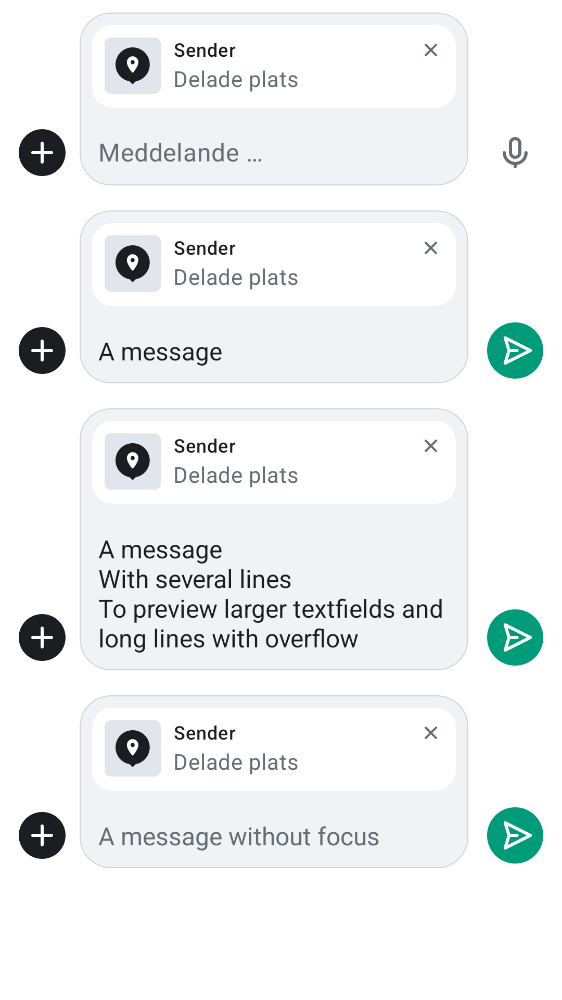 Sender
Delade plats
Meddelande …
Sender
Delade plats
A message
Sender
Delade plats
A message
With several lines
To preview larger textfields and
long lines with overflow
Sender
Delade plats
A message without focus